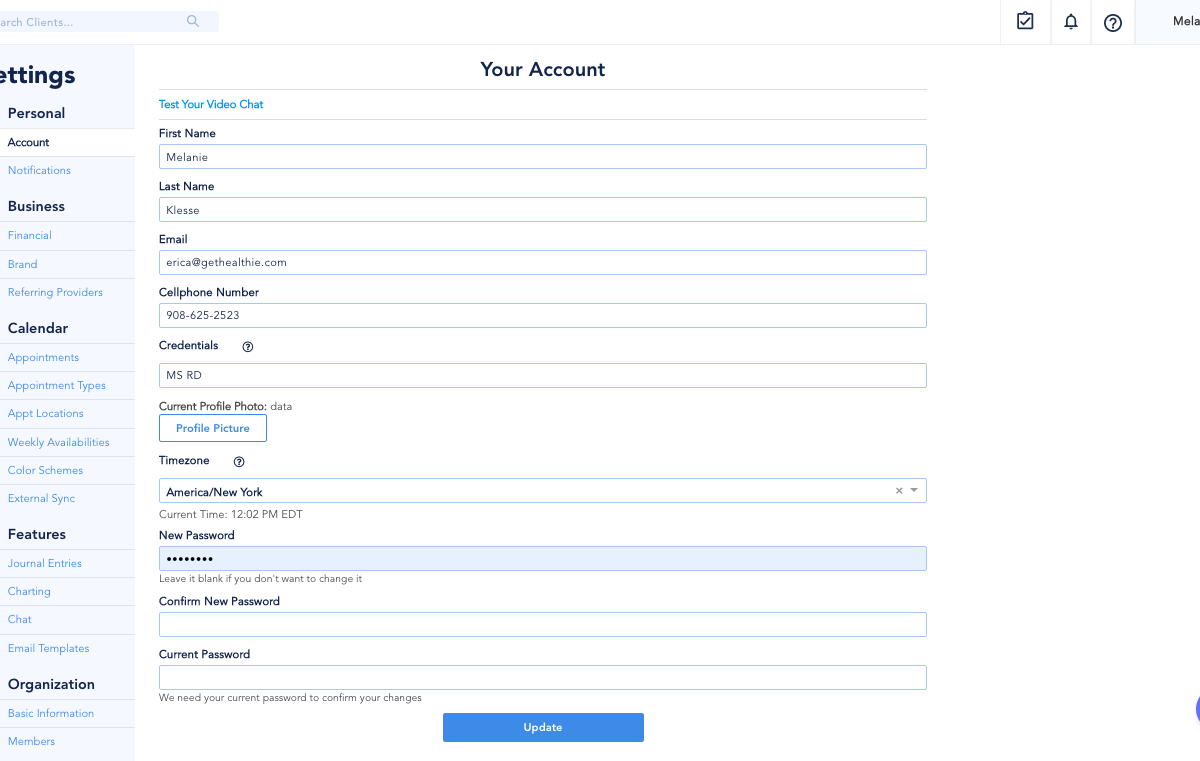 arch Clients...
Mela
ettings
Personal
Account
Notifications
Business
Financial
Brand
Referring Providers
Calendar
Appointments
Appointment Types
Appt Locations
Weekly Availabilities
Color Schemes
External Sync
Features
Journal Entries
Charting
Chat
Email Templates
Organization
Basic Information
Members
Your Account
Test Your Video Chat
First Name
Melanie
Last Name
Klesse
Email
erica@gethealthie.com
Cellphone Number
908-625-2523
Credentials
MS RD
Current Profile Photo: data
Profile Picture
Timezone
America/New York
Current Time: 12:02 PM EDT
New Password
••••••••
Leave it blank if you don't want to change it
Confirm New Password
Current Password
We need your current password to confirm your changes
Update